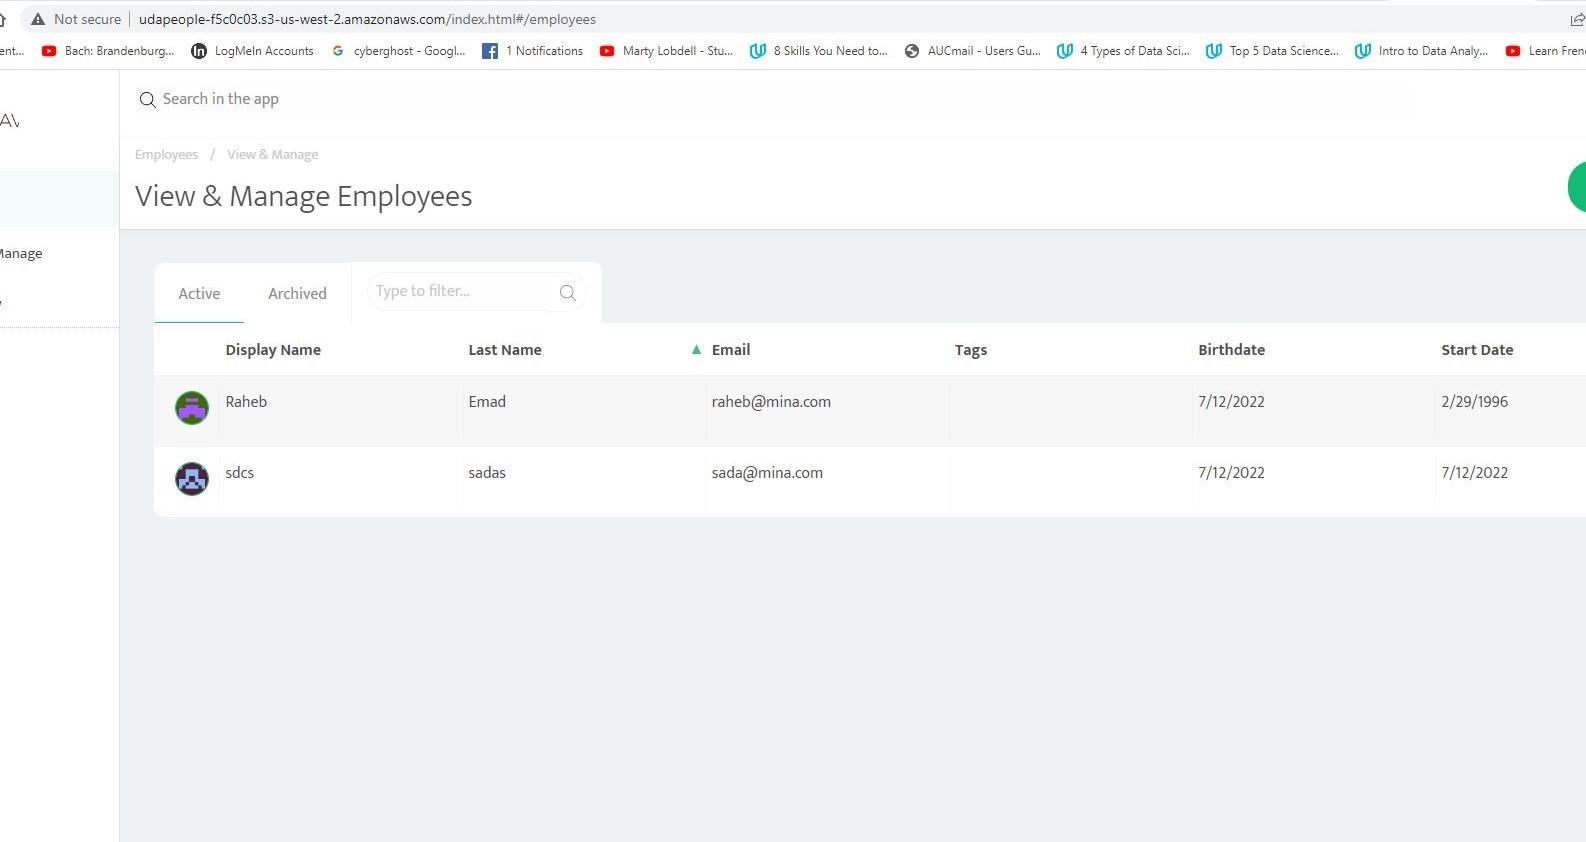 Not secure | udapeople-f5c0c03.s3-us-west-2.amazonaws.com/index.html#/employees
ent... Bach: Brandenburg... LogMeIn Accounts cyberghost - Googl... 1 Notifications Marty Lobdell - Stu... 8 Skills You Need to... AUCmail - Users Gu... 4 Types of Data Sci... Top 5 Data Science... Intro to Data Analy... Learn Fren
Search in the app
AV
Employees / View & Manage
View & Manage Employees
Manage
Active Archived Type to filter...
Display Name Last Name Email Tags Birthdate Start Date
Raheb Emad raheb@mina.com 7/12/2022 2/29/1996
sdcs sadas sada@mina.com 7/12/2022 7/12/2022